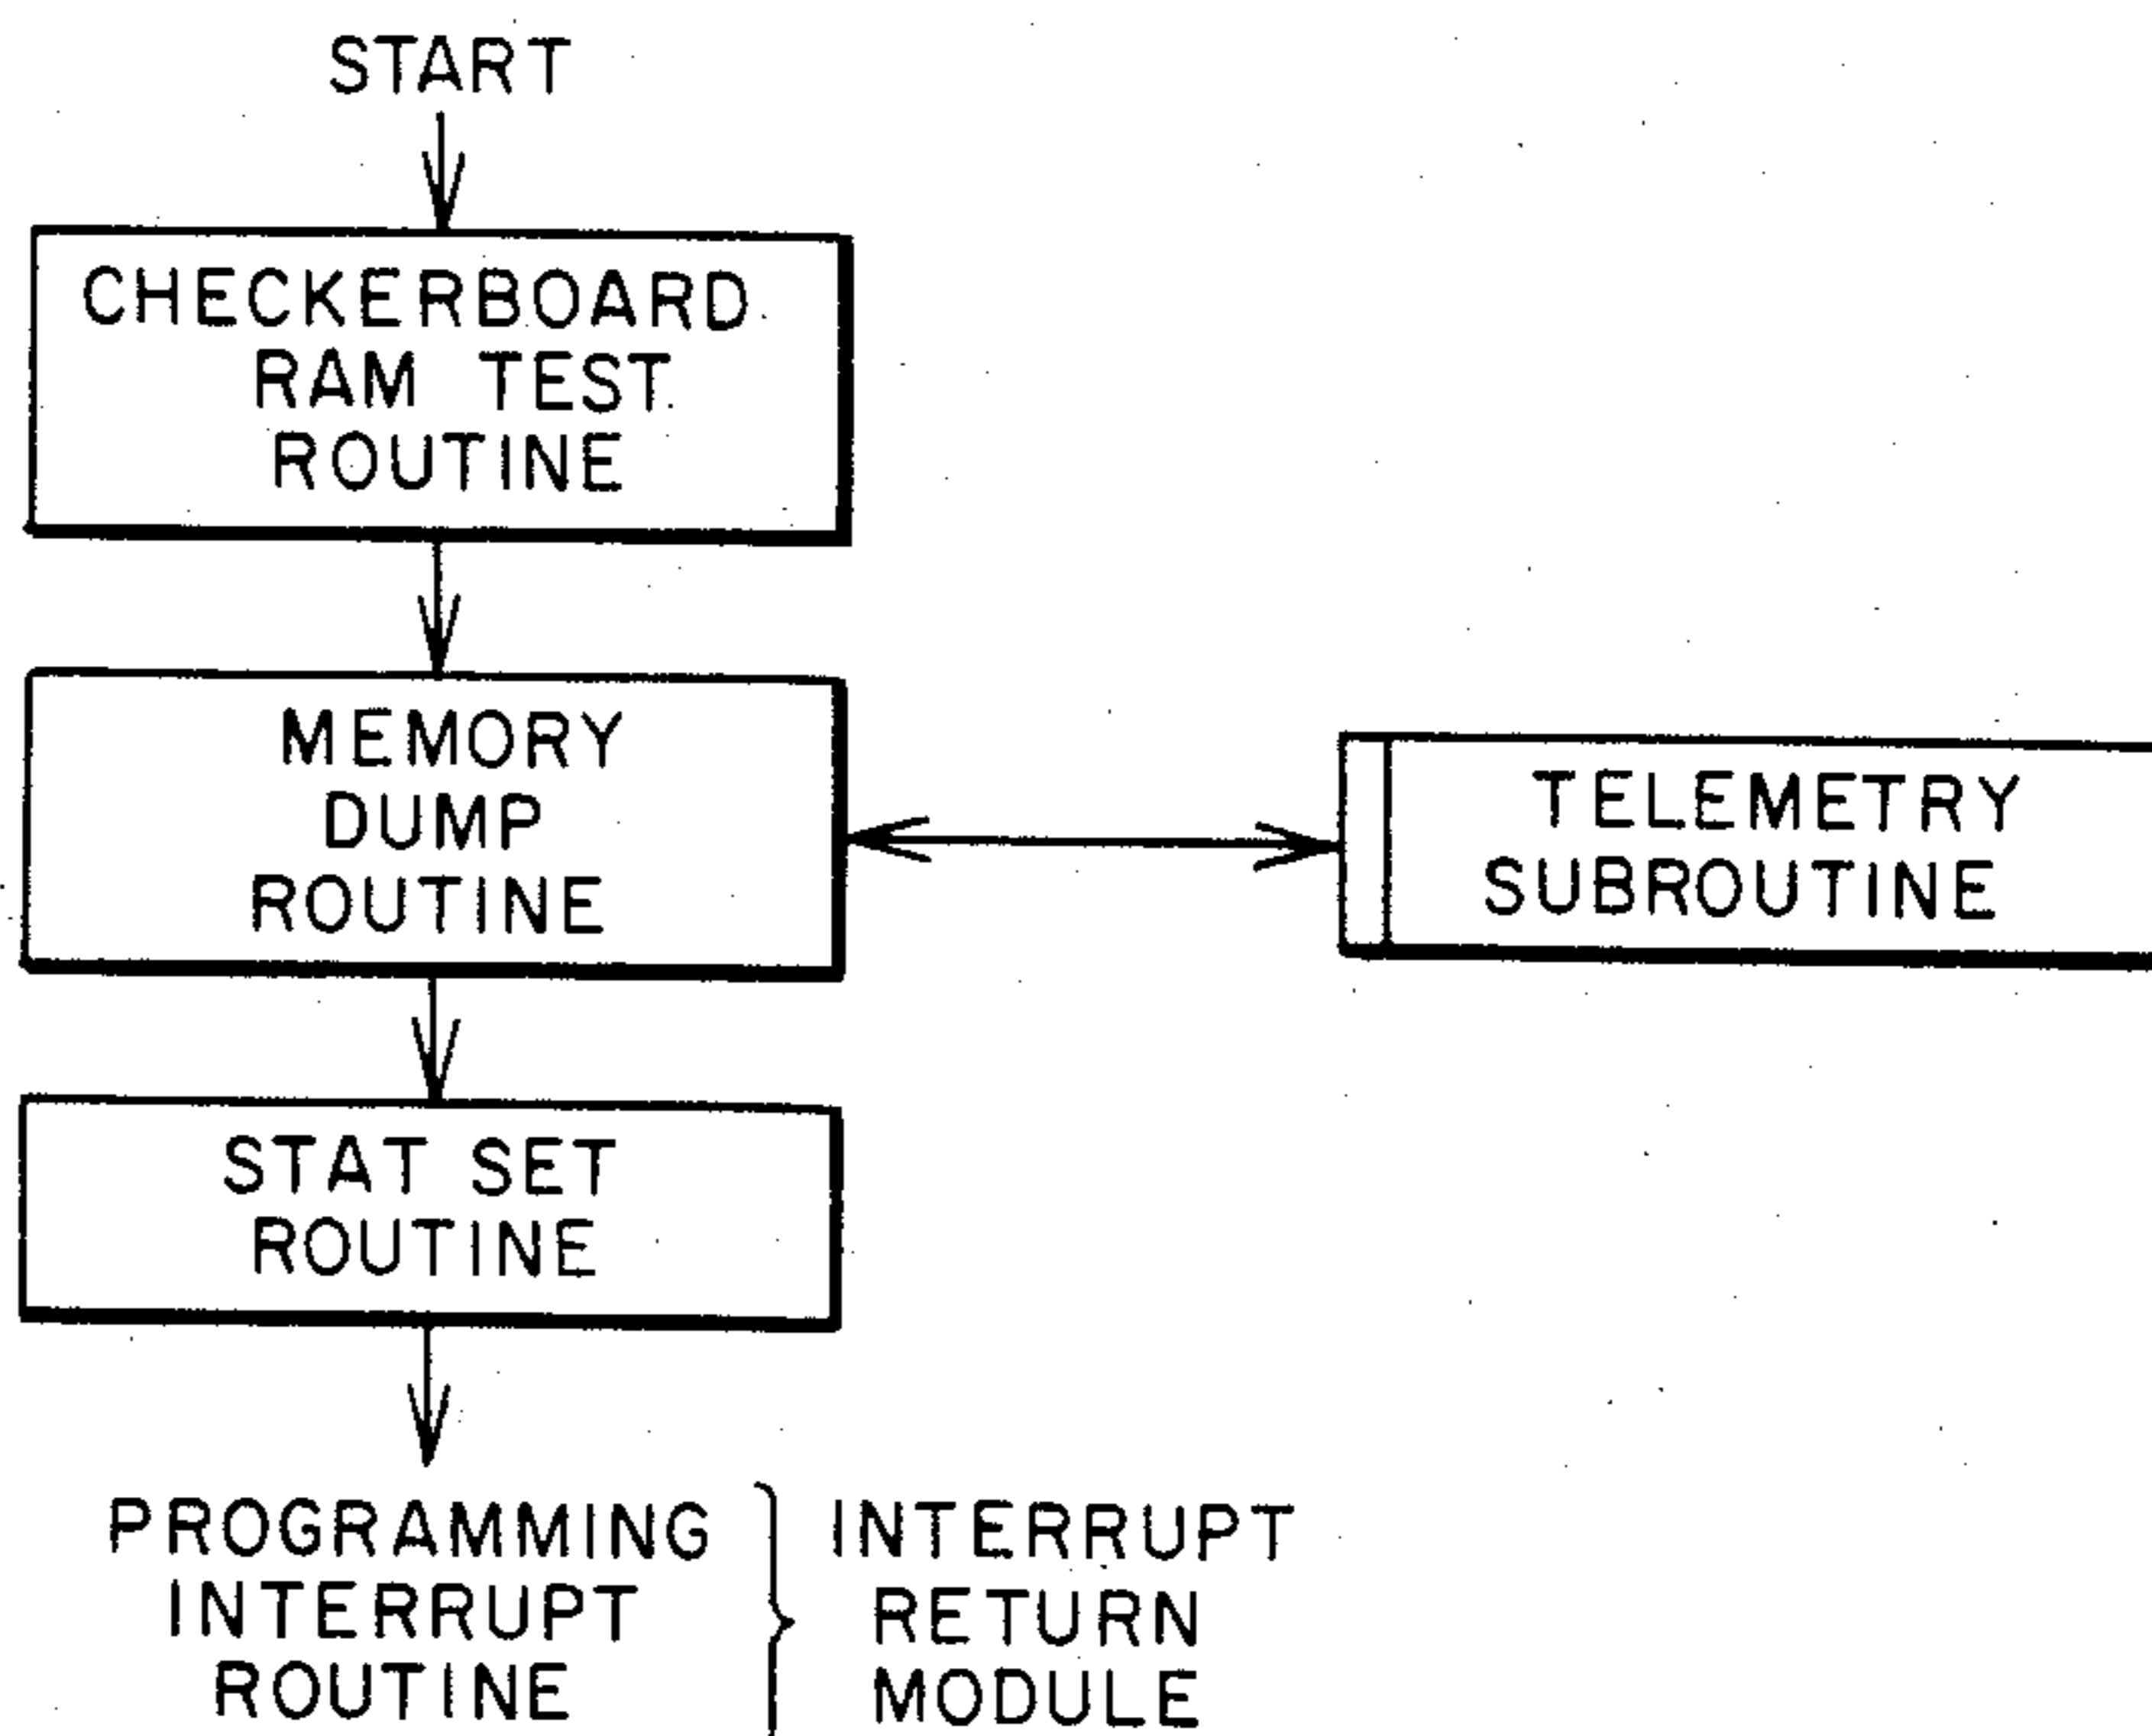 START
CHECKERBOARD
RAM TEST
ROUTINE
MEMORY
DUMP
ROUTINE
TELEMETRY
SUBROUTINE
STAT SET
ROUTINE
PROGRAMMING
INTERRUPT
ROUTINE
INTERRUPT
RETURN
MODULE